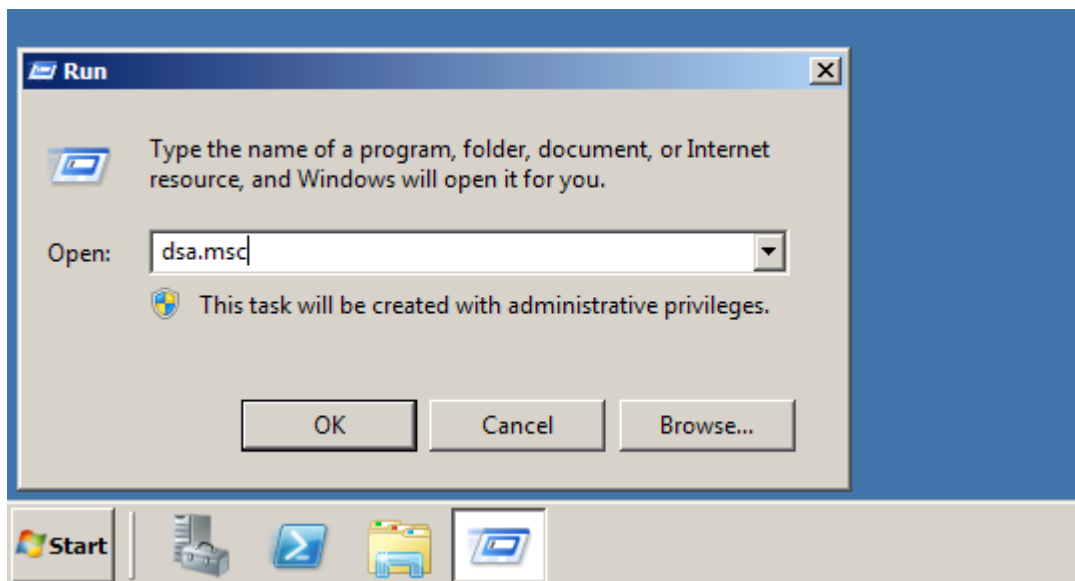 Run
Type the name of a program, folder, document, or Internet
resource, and Windows will open it for you.
Open: dsa.msc
This task will be created with administrative privileges.
OK Cancel Browse...
Start